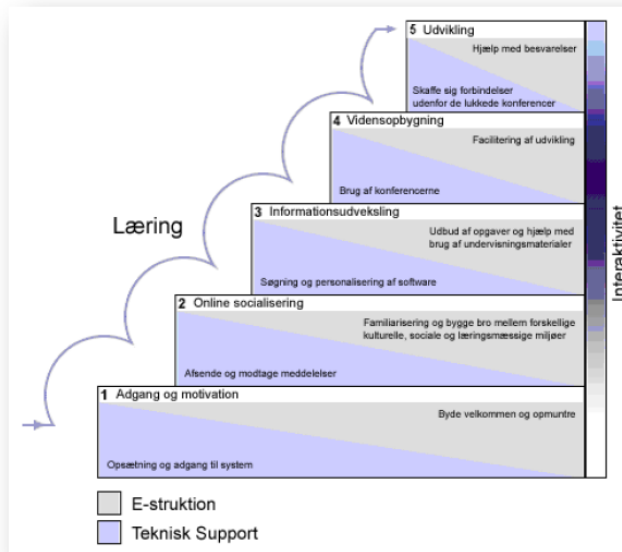 5 Udvikling
Hjælp med besvarelser
Skaffe sig forbindelser
udenfor de lukkede konferencer
4 Vidensopbygning
Facilitering af udvikling
Brug af konferencerne
3 Informationsudveksling
Udbud af opgaver og hjælp med
brug af undervisningsmaterialer
Søgning og personalisering af software
2 Online socialisering
Familiarisering og bygge bro mellem forskellige
kulturelle, sociale og læringsmæssige miljøer
Afsende og modtage meddelelser
1 Adgang og motivation
Byde velkommen og opmuntre
Opsætning og adgang til system
Læring
Interaktivitet
E-struktion
Teknisk Support